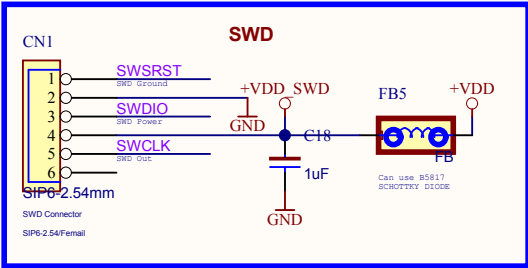 SWD
CN1
1 SWSRST
SWD Ground
2
GND
3 SWDIO
SWD Power
4
5 SWCLK
SWD Out
6
SIP6-2.54mm
SWD Connector
SIP6-2.54/Femail
+VDD_SWD
C18
1uF
GND
FB5
+VDD
FB
Can use B5817
SCHOTTKY DIODE